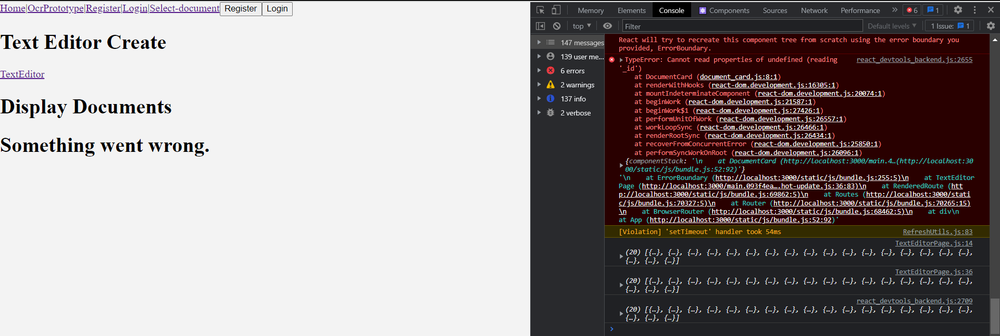 Home|OcrPrototype|Register|Login|Select-document Register Login
Text Editor Create
TextEditor
Display Documents
Something went wrong.
Memory Elements Console Components Sources Network Performance » 6 1
top Filter Default levels 1 Issue: 1
147 messages
139 user me...
6 errors
2 warnings
137 info
2 verbose
React will try to recreate this component tree from scratch using the error boundary you
provided, ErrorBoundary.
TypeError: Cannot read properties of undefined (reading react_devtools_backend.js:2655
'_id')
at DocumentCard (document_card.js:8:1)
at renderWithHooks (react-dom.development.js:16305:1)
at mountIndeterminateComponent (react-dom.development.js:20074:1)
at beginWork (react-dom.development.js:21587:1)
at beginWork$1 (react-dom.development.js:27426:1)
at performUnitOfWork (react-dom.development.js:26557:1)
at workLoopSync (react-dom.development.js:26466:1)
at renderRootSync (react-dom.development.js:26434:1)
at recoverFromConcurrentError (react-dom.development.js:25850:1)
at performSyncWorkOnRoot (react-dom.development.js:26096:1)
{componentStack: '\n    at DocumentCard (http://localhost:3000/main.4…(http://localhost:30
00/static/js/bundle.js:52:92)'}
'\n    at ErrorBoundary (http://localhost:3000/static/js/bundle.js:255:5)\n    at TextEditor
Page (http://localhost:3000/main.093f4ea….hot-update.js:36:83)\n    at RenderedRoute (htt
p://localhost:3000/static/js/bundle.js:69862:5)\n    at Routes (http://localhost:3000/stati
c/js/bundle.js:70327:5)\n    at Router (http://localhost:3000/static/js/bundle.js:70265:15)
\n    at BrowserRouter (http://localhost:3000/static/js/bundle.js:68462:5)\n    at div\n
at App (http://localhost:3000/static/js/bundle.js:52:92)'
[Violation] 'setTimeout' handler took 54ms RefreshUtils.js:83
TextEditorPage.js:14
(20) [{…}, {…}, {…}, {…}, {…}, {…}, {…}, {…}, {…}, {…}, {…}, {…}, {…}, {…}, {…}, {…}, {…},
{…}, {…}, {…}]
TextEditorPage.js:36
(20) [{…}, {…}, {…}, {…}, {…}, {…}, {…}, {…}, {…}, {…}, {…}, {…}, {…}, {…}, {…}, {…}, {…},
{…}, {…}, {…}]
react_devtools_backend.js:2709
(20) [{…}, {…}, {…}, {…}, {…}, {…}, {…}, {…}, {…}, {…}, {…}, {…}, {…}, {…}, {…}, {…}, {…},
{…}, {…}, {…}]